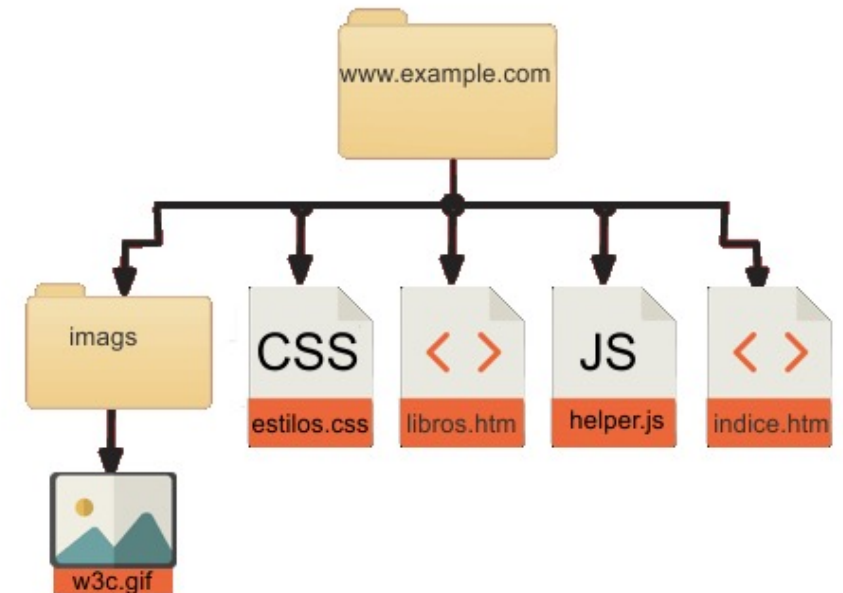 www.example.com
imags
CSS
JS
estilos.css
libros.htm
helper.js
indice.htm
w3c.gif